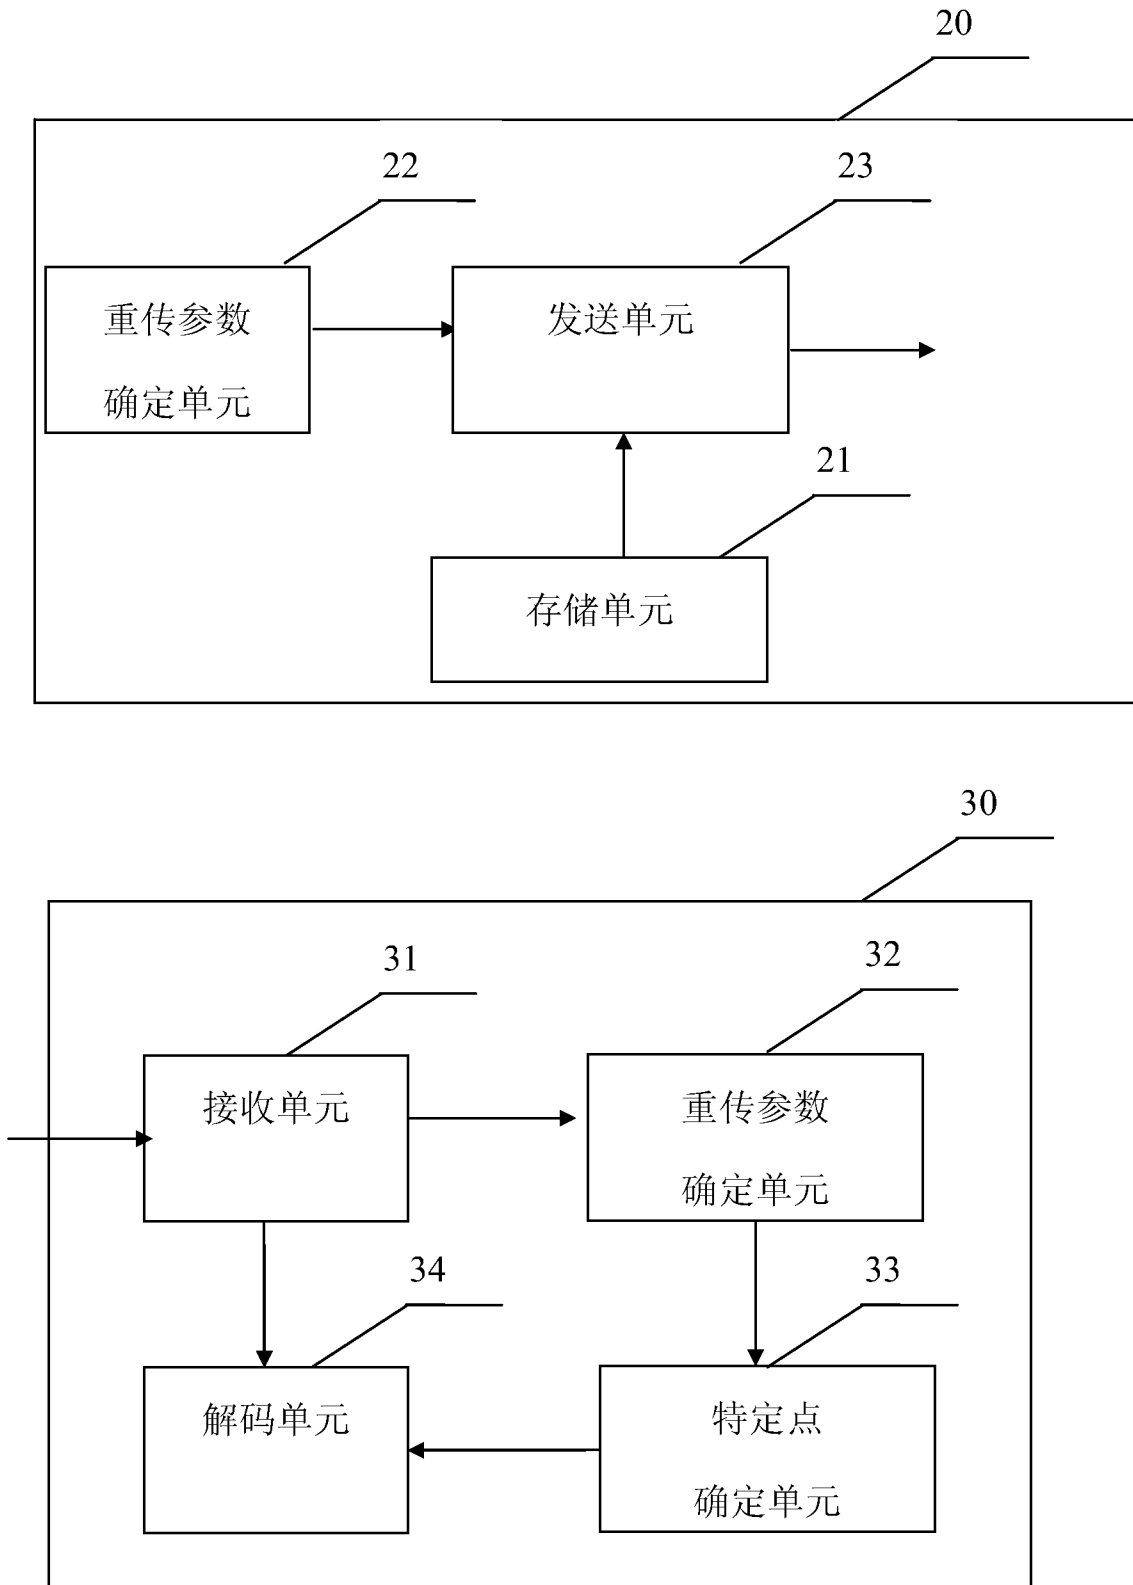 20
22
23
重传参数
确定单元
发送单元
21
存储单元
30
31
32
接收单元
重传参数
确定单元
34
33
解码单元
特定点
确定单元